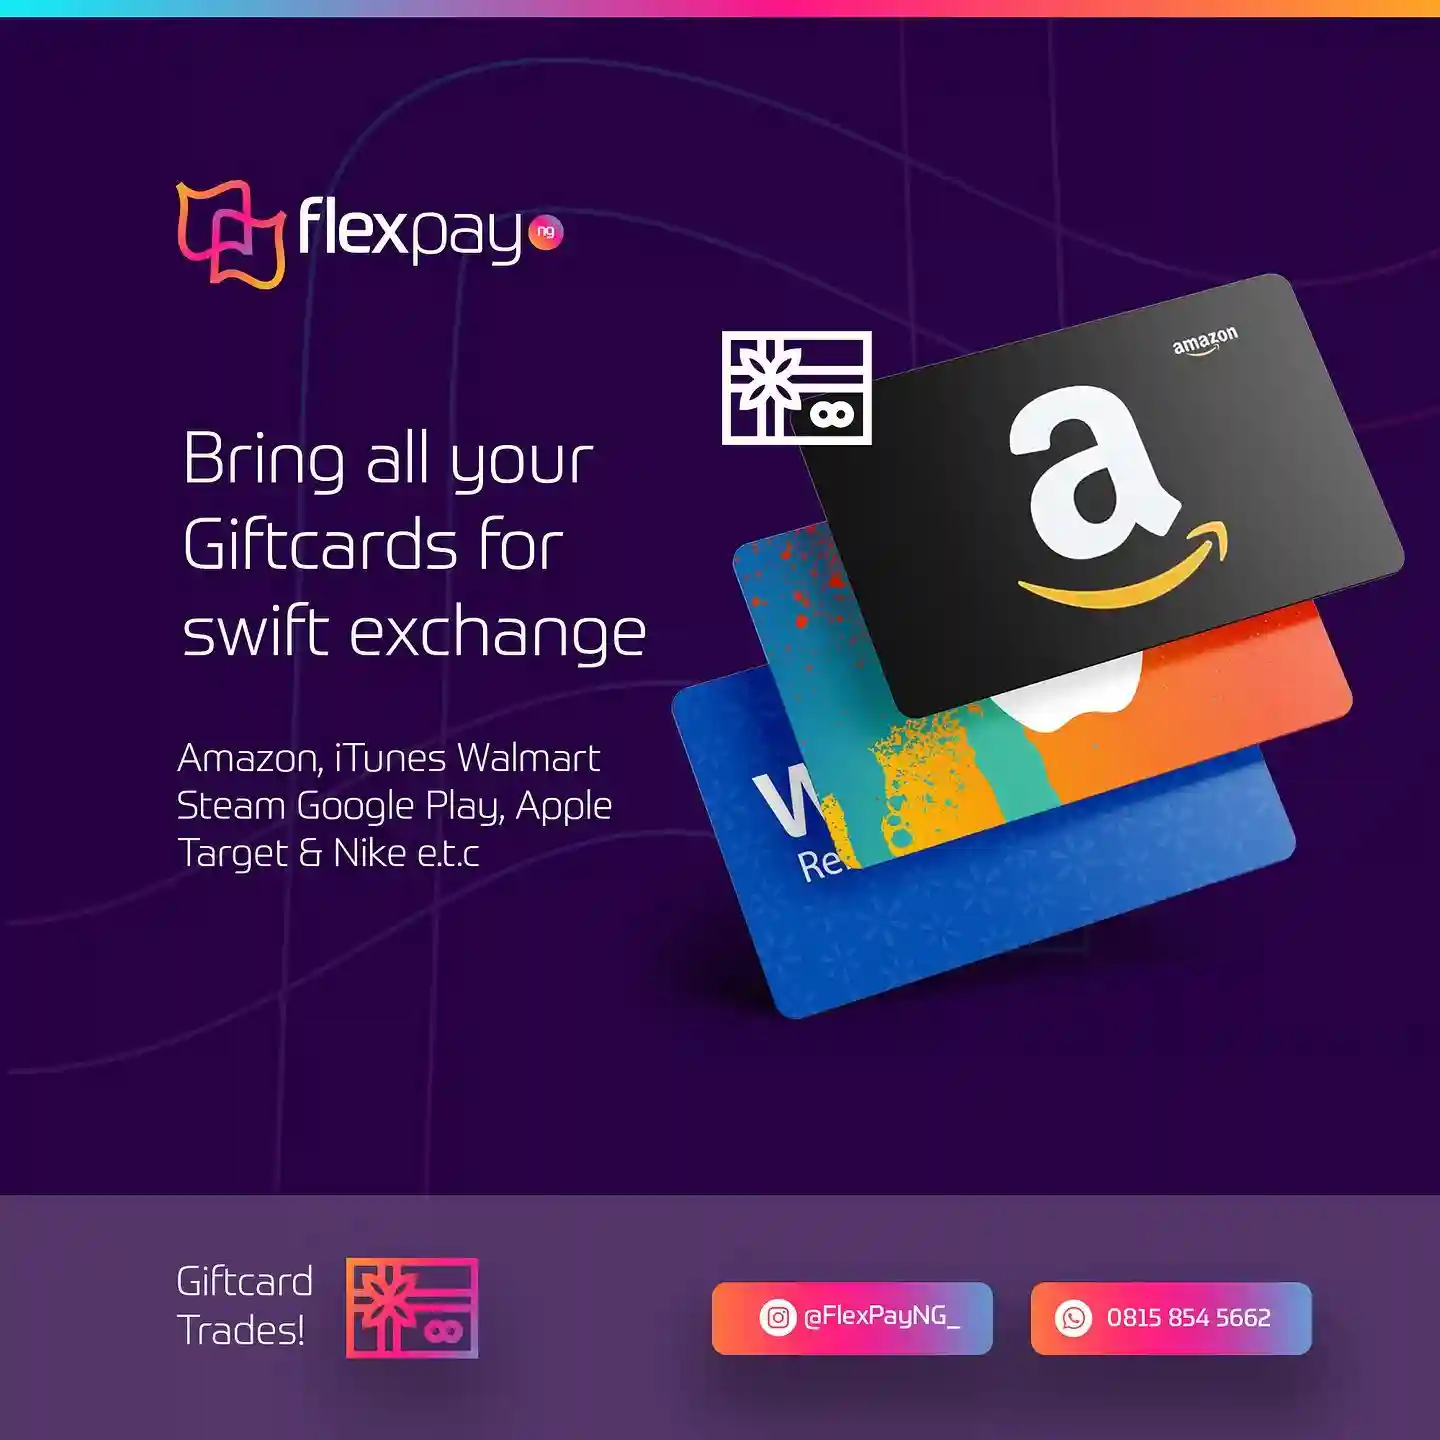 flexpay ng
amazon
a
Bring all your
Giftcards for
swift exchange
Amazon, iTunes Walmart
Steam Google Play, Apple
Target & Nike e.t.c
Giftcard
Trades!
@FlexPayNG_
0815 854 5662